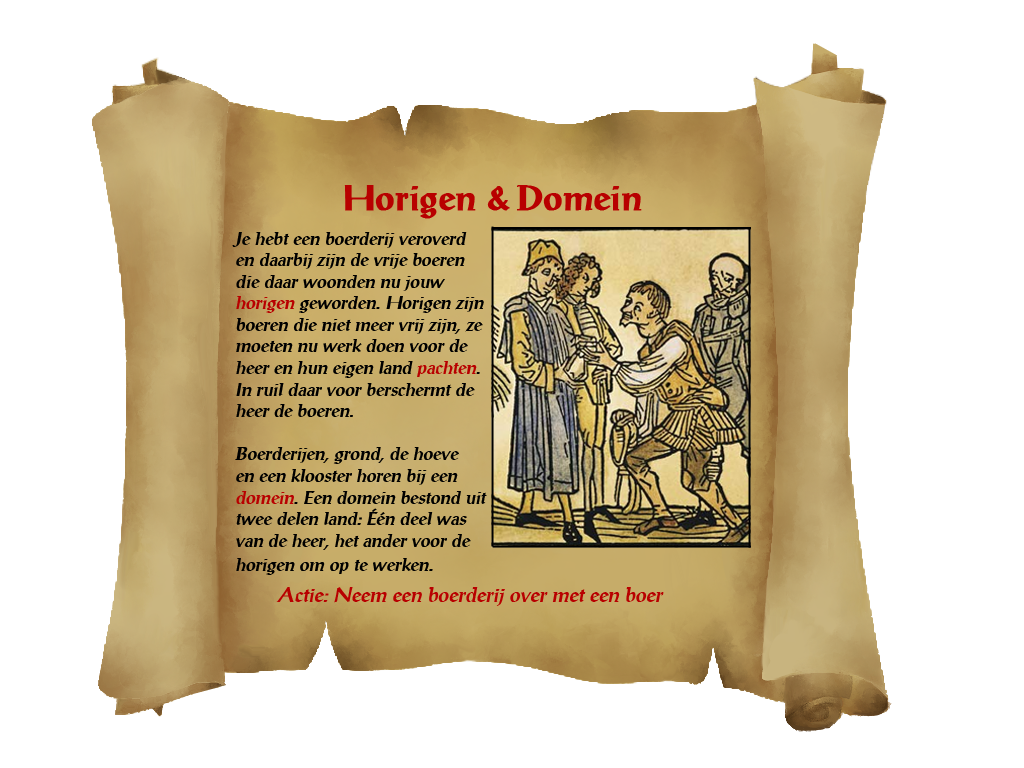 Horigen & Domein
Je hebt een boerderij veroverd
en daarbij zijn de vrije boeren
die daar woonden nu jouw
horigen geworden. Horigen zijn
boeren die niet meer vrij zijn, ze
moeten nu werk doen voor de
heer en hun eigen land pachten.
In ruil daar voor berschermt de
heer de boeren.
Boerderijen, grond, de hoeve
en een klooster horen bij een
domein. Een domein bestond uit
twee delen land: Één deel was
van de heer, het ander voor de
horigen om op te werken.
Actie: Neem een boerderij over met een boer